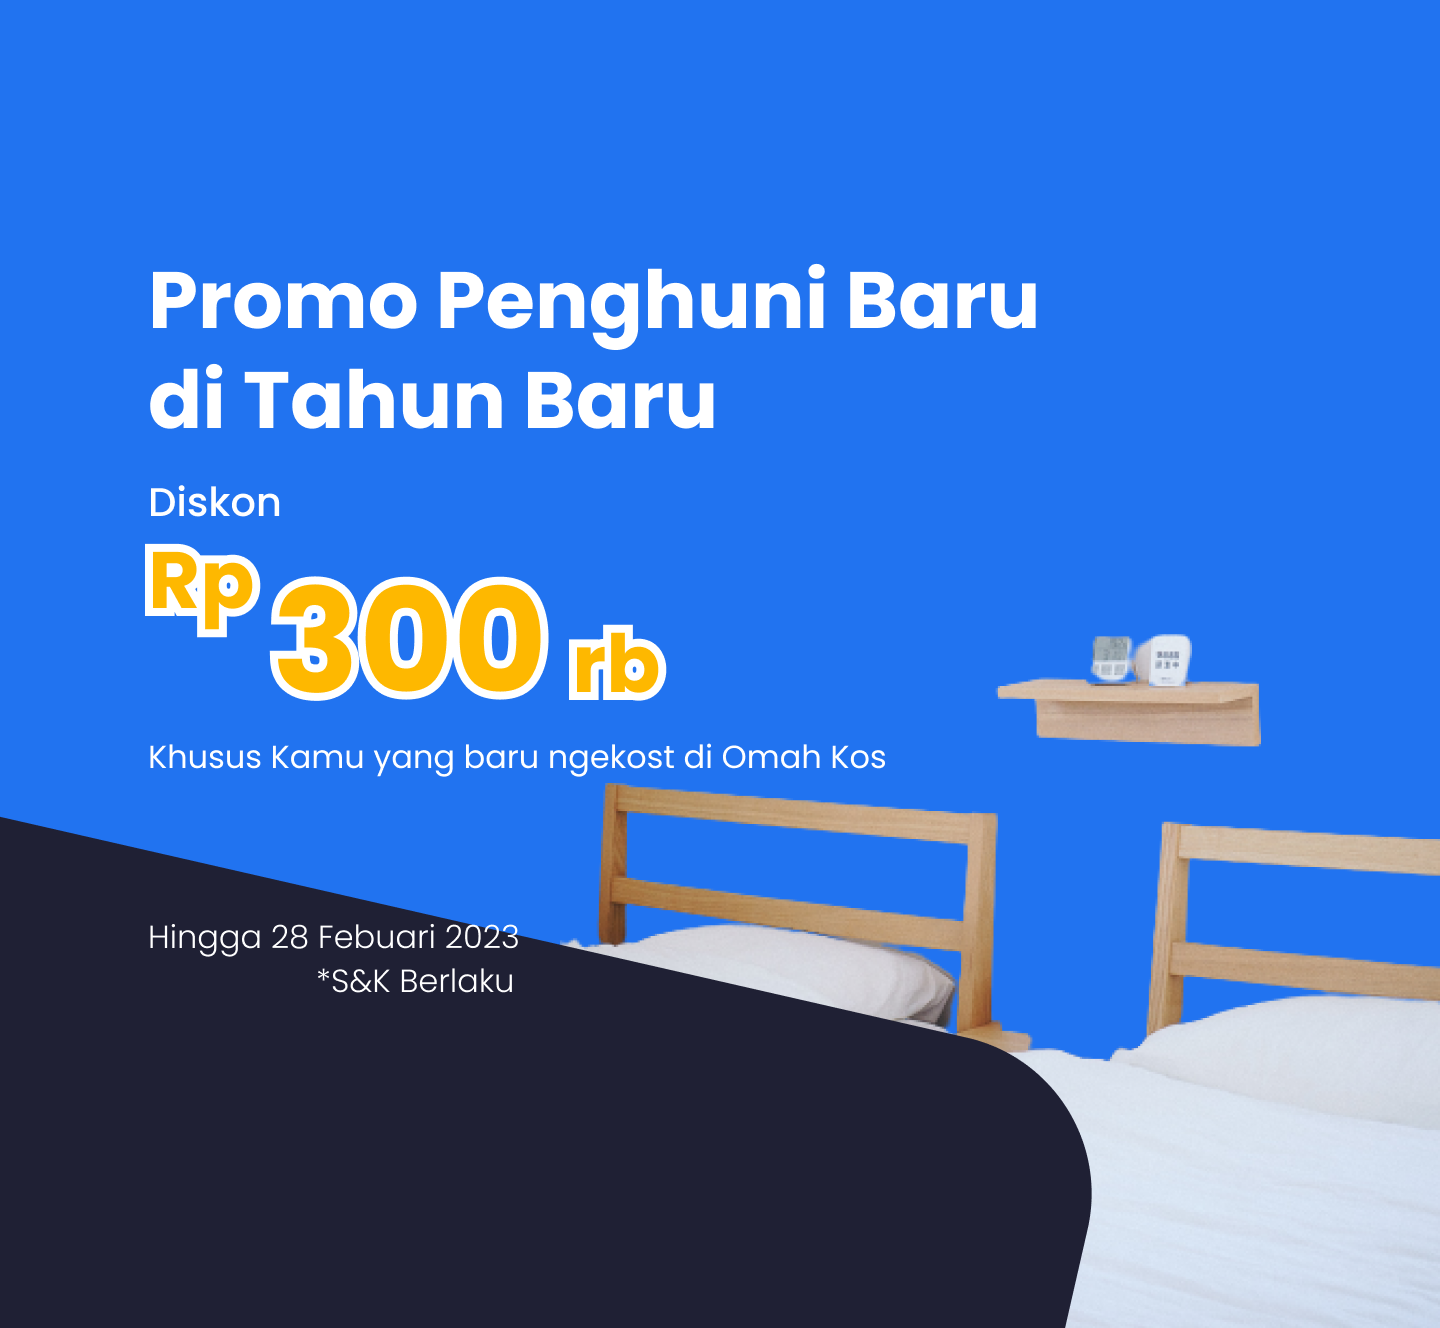 Promo Penghuni Baru
di Tahun Baru
Diskon
Rp 300 rb
Khusus Kamu yang baru ngekost di Omah Kos
Hingga 28 Febuari 2023
*S&K Berlaku